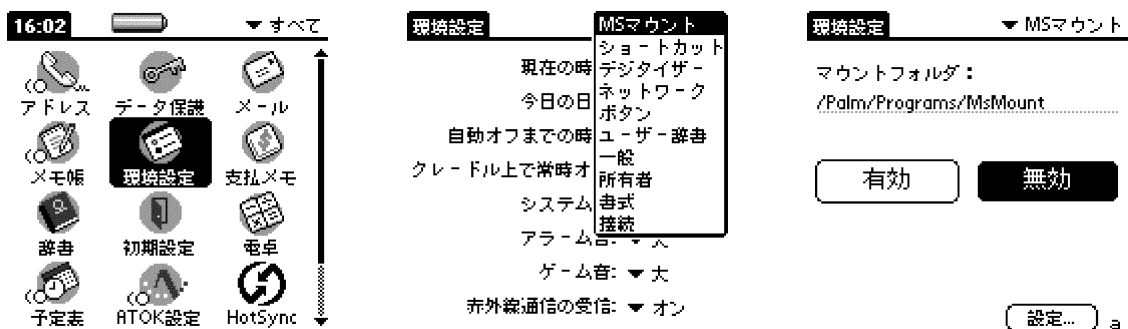 16:02
すべて
アドレス
データ保護
メール
メモ帳
環境設定
支払メモ
辞書
初期設定
電卓
予定表
ATOK設定
HotSync
環境設定
MSマウント
ショートカット
デジタイザー
ネットワーク
ボタン
ユーザー辞書
一般
所有者
書式
接続
現在の時
今日の日
自動オフまでの時
クレードル上で常時オ
システム
アラーム音:
ゲーム音: 大
赤外線通信の受信: オン
環境設定
MSマウント
マウントフォルダ:
/Palm/Programs/MsMount
有効
無効
設定...
a